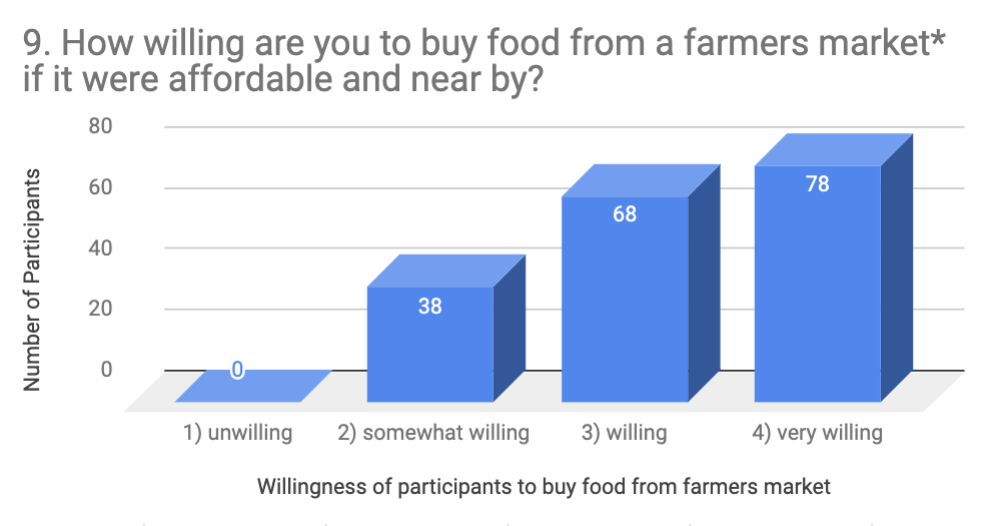 9. How willing are you to buy food from a farmers market*
if it were affordable and near by?
80
60
40
20
0
Number of Participants
0
38
68
78
1) unwilling
2) somewhat willing
3) willing
4) very willing
Willingness of participants to buy food from farmers market